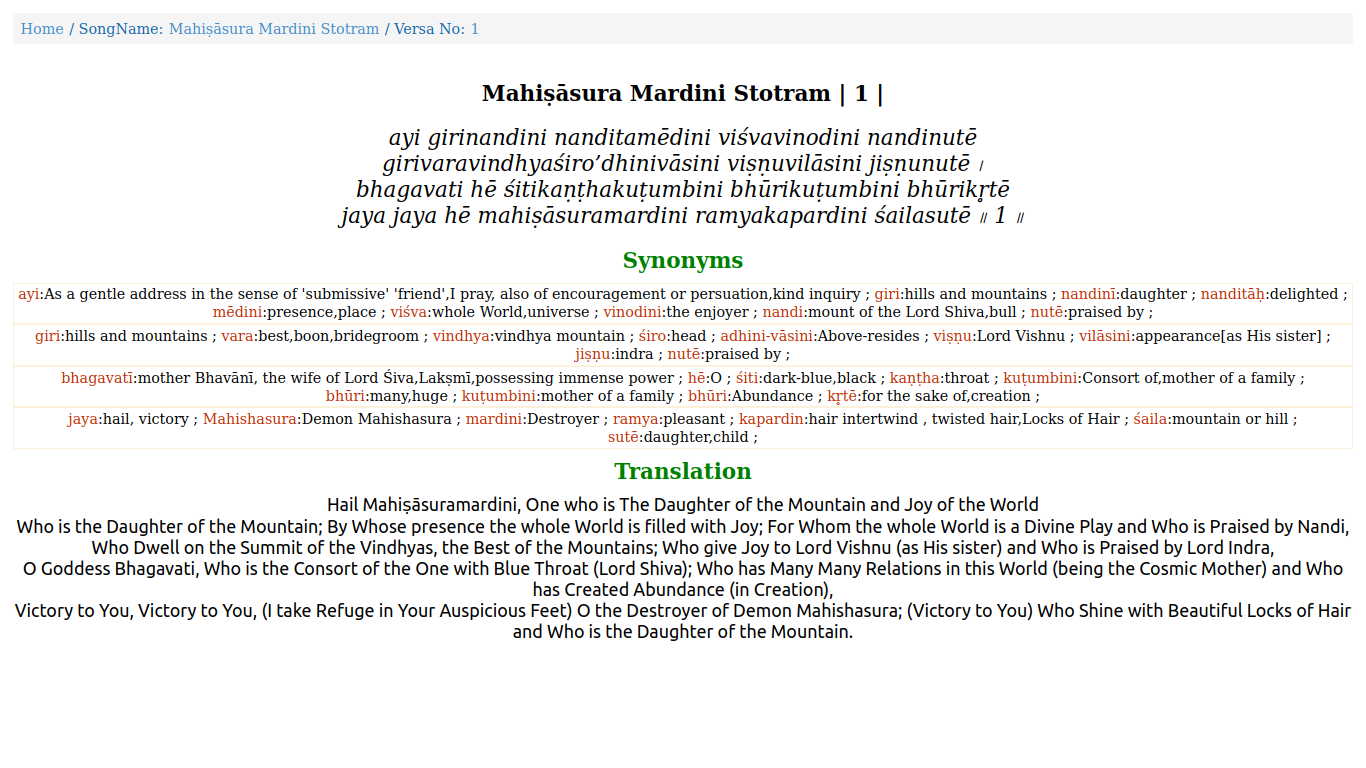 Home / SongName: Mahiṣāsura Mardini Stotram / Versa No: 1
Mahiṣāsura Mardini Stotram | 1 |
ayi girinandini nanditamēdini viśvavinodini nandinutē
girivaravindhyaśiro’dhinivāsini viṣṇuvilāsini jiṣṇunutē ।
bhagavati hē śitikaṇṭhakuṭumbini bhūrikuṭumbini bhūrikr̥tē
jaya jaya hē mahiṣāsuramardini ramyakapardini śailasutē ॥ 1 ॥
Synonyms
ayi:As a gentle address in the sense of 'submissive' 'friend',I pray, also of encouragement or persuation,kind inquiry ; giri:hills and mountains ; nandinī:daughter ; nanditāḥ:delighted ;
mēdini:presence,place ; viśva:whole World,universe ; vinodini:the enjoyer ; nandi:mount of the Lord Shiva,bull ; nutē:praised by ;
giri:hills and mountains ; vara:best,boon,bridegroom ; vindhya:vindhya mountain ; śiro:head ; adhini-vāsini:Above-resides ; viṣṇu:Lord Vishnu ; vilāsini:appearance[as His sister] ;
jiṣṇu:indra ; nutē:praised by ;
bhagavatī:mother Bhavānī, the wife of Lord Śiva,Lakṣmī,possessing immense power ; hē:O ; śiti:dark-blue,black ; kaṇṭha:throat ; kuṭumbini:Consort of,mother of a family ;
bhūri:many,huge ; kuṭumbini:mother of a family ; bhūri:Abundance ; kr̥tē:for the sake of,creation ;
jaya:hail, victory ; Mahishasura:Demon Mahishasura ; mardini:Destroyer ; ramya:pleasant ; kapardin:hair intertwind , twisted hair,Locks of Hair ; śaila:mountain or hill ;
sutē:daughter,child ;
Translation
Hail Mahiṣāsuramardini, One who is The Daughter of the Mountain and Joy of the World
Who is the Daughter of the Mountain; By Whose presence the whole World is filled with Joy; For Whom the whole World is a Divine Play and Who is Praised by Nandi,
Who Dwell on the Summit of the Vindhyas, the Best of the Mountains; Who give Joy to Lord Vishnu (as His sister) and Who is Praised by Lord Indra,
O Goddess Bhagavati, Who is the Consort of the One with Blue Throat (Lord Shiva); Who has Many Many Relations in this World (being the Cosmic Mother) and Who
has Created Abundance (in Creation),
Victory to You, Victory to You, (I take Refuge in Your Auspicious Feet) O the Destroyer of Demon Mahishasura; (Victory to You) Who Shine with Beautiful Locks of Hair
and Who is the Daughter of the Mountain.